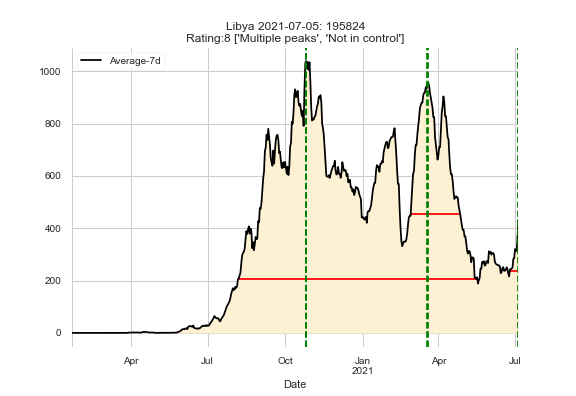 Libya 2021-07-05: 195824
Rating:8 ['Multiple peaks', 'Not in control']
Average-7d
1000
800
600
400
200
0
Apr
Jul
Oct
Jan
2021
Apr
Jul
Date